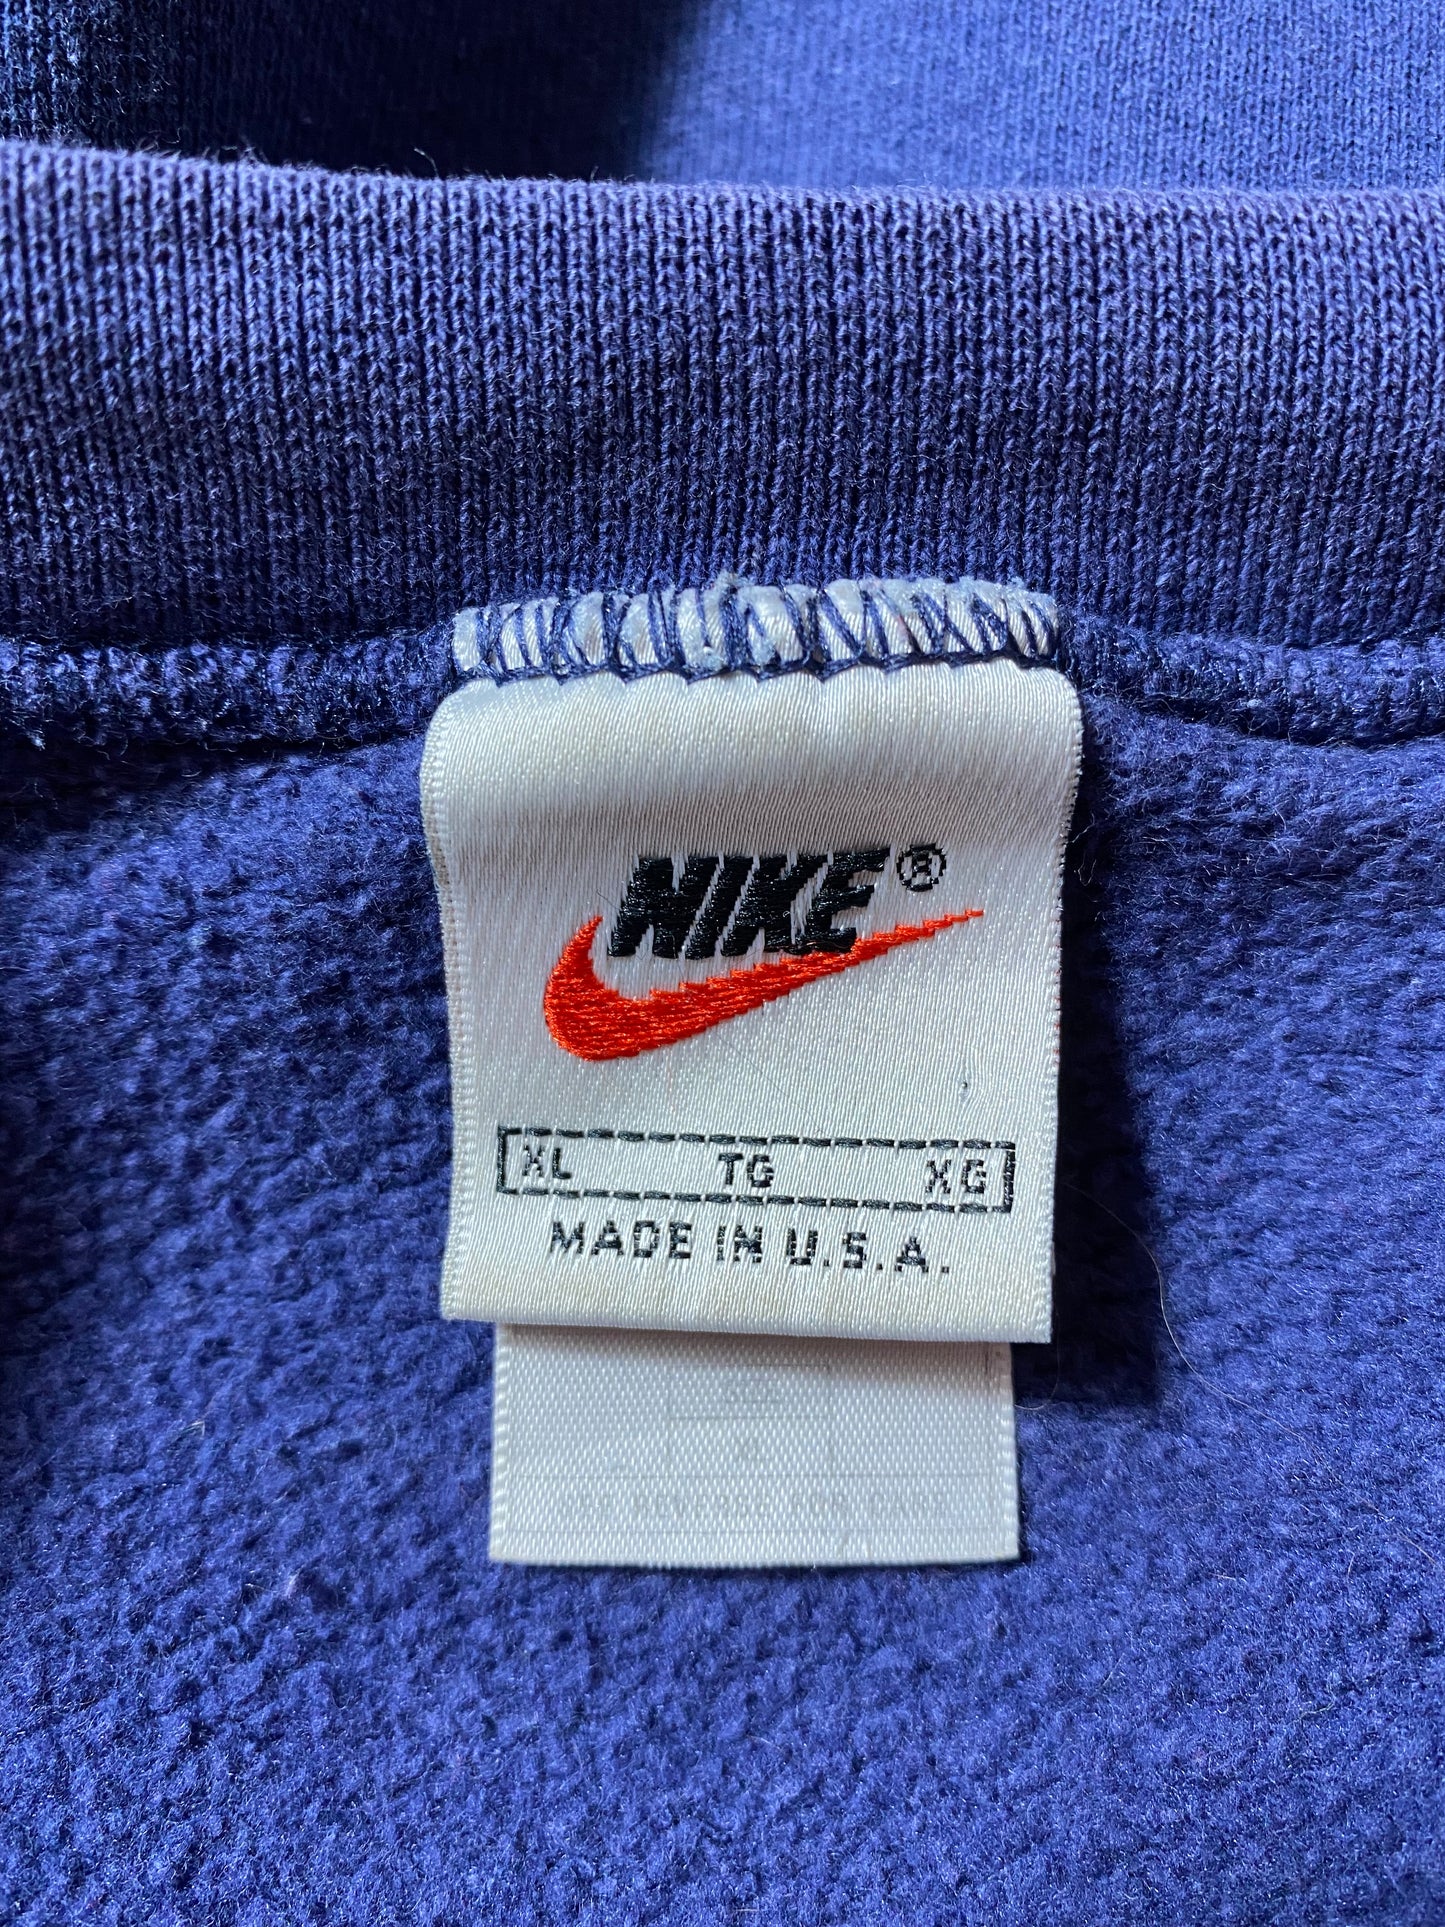 NIKE®
XL TG XG
MADE IN U.S.A.